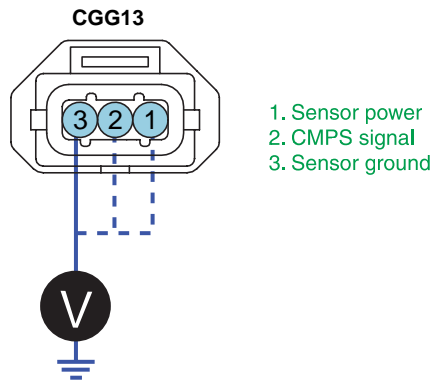 CGG13
3 2 1
1. Sensor power
2. CMPS signal
3. Sensor ground
V